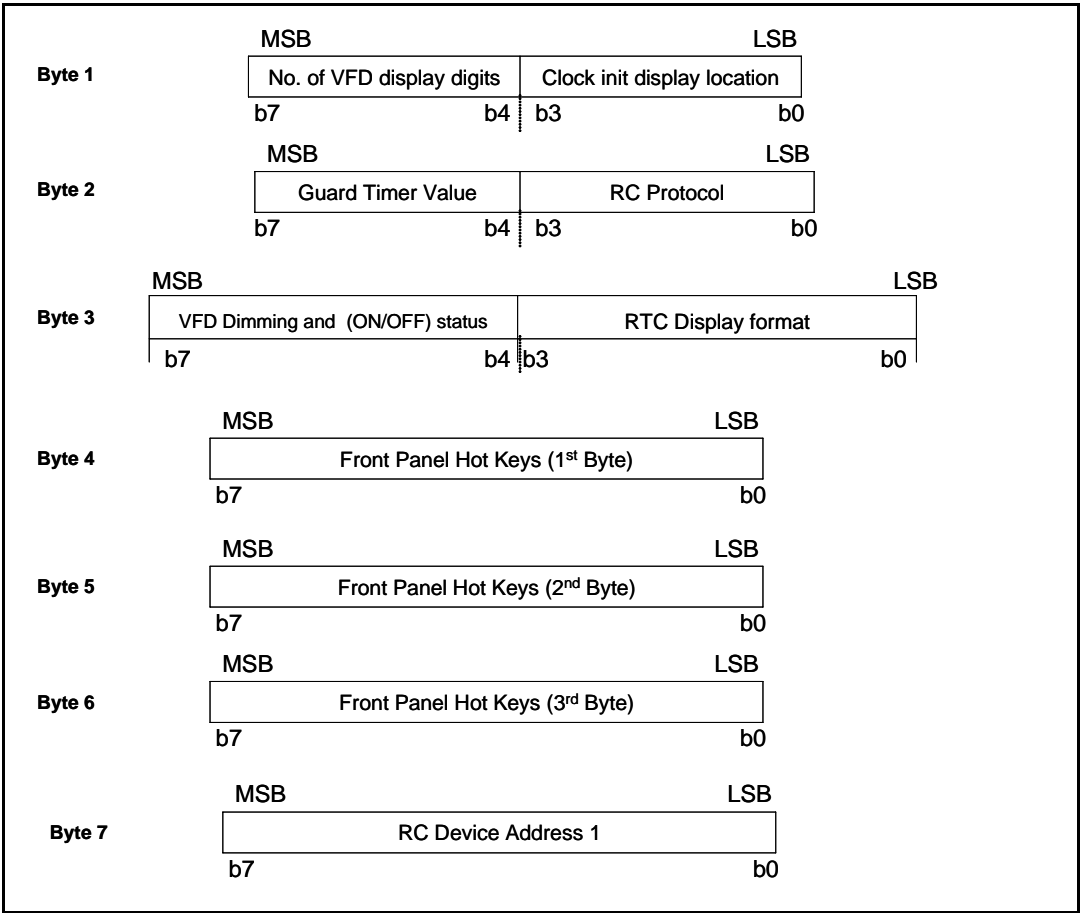 MSB LSB
Byte 1 No. of VFD display digits Clock init display location
b7 b4 b3 b0
MSB LSB
Byte 2 Guard Timer Value RC Protocol
b7 b4 b3 b0
MSB LSB
Byte 3 VFD Dimming and (ON/OFF) status RTC Display format
b7 b4 b3 b0
MSB LSB
Byte 4 Front Panel Hot Keys (1st Byte)
b7 b0
MSB LSB
Byte 5 Front Panel Hot Keys (2nd Byte)
b7 b0
MSB LSB
Byte 6 Front Panel Hot Keys (3rd Byte)
b7 b0
MSB LSB
Byte 7 RC Device Address 1
b7 b0